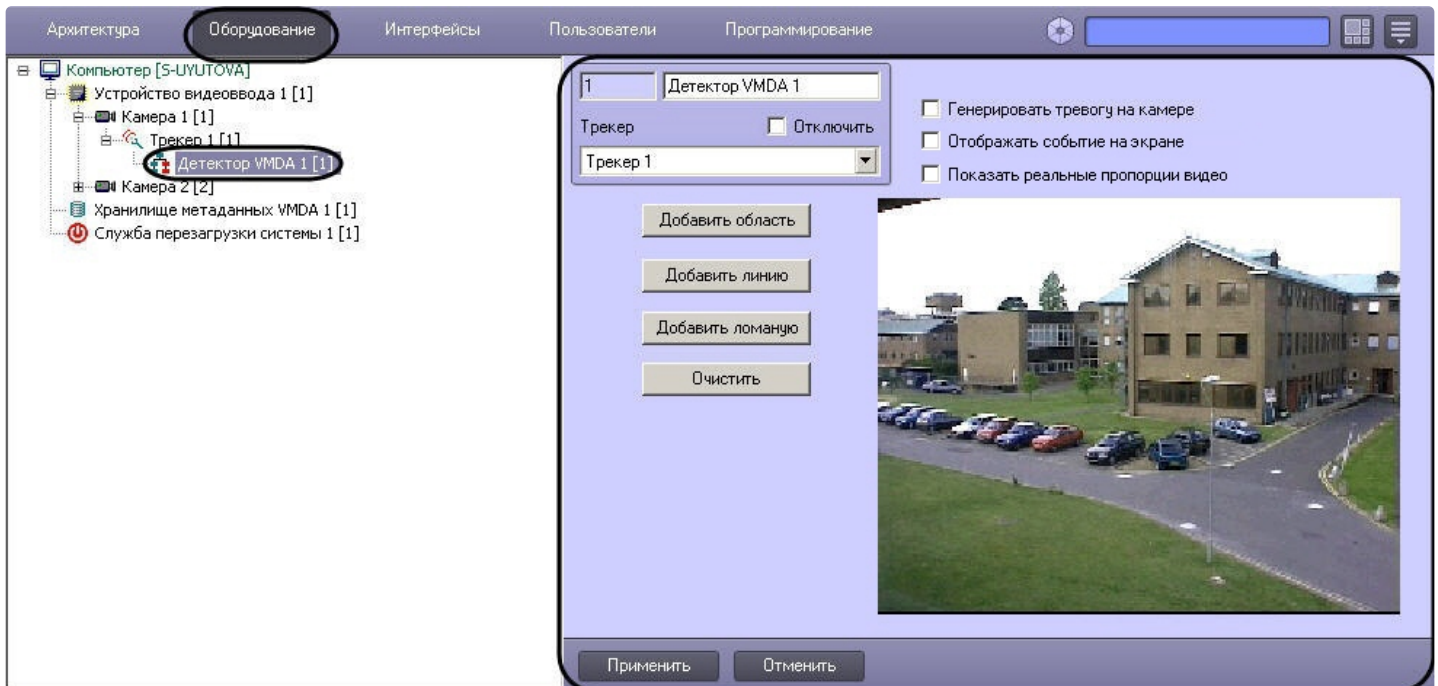 Архитектура Оборудование Интерфейсы Пользователи Программирование
Компьютер [S-UYUTOVA]
Устройство видеоввода 1 [1]
Камера 1 [1]
Трекер 1 [1]
Детектор VMDA 1 [1]
Камера 2 [2]
Хранилище метаданных VMDA 1 [1]
Служба перезагрузки системы 1 [1]
1 Детектор VMDA 1
Трекер Отключить
Трекер 1
Генерировать тревогу на камере
Отображать событие на экране
Показать реальные пропорции видео
Добавить область
Добавить линию
Добавить ломаную
Очистить
Применить Отменить